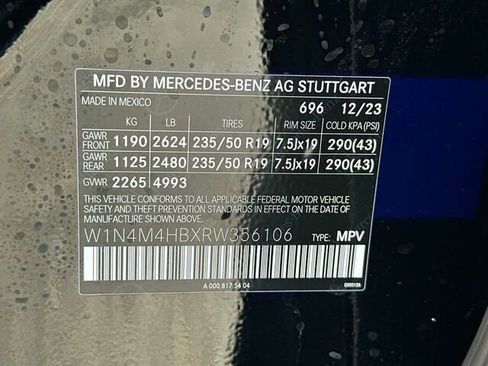 MFD BY MERCEDES-BENZ AG STUTTGART
MADE IN MEXICO 696 12/23
KG LB TIRES RIM SIZE COLD KPA (PSI)
GAWR FRONT 1190 2624 235/50 R19 7.5Jx19 290(43)
GAWR REAR 1125 2480 235/50 R19 7.5Jx19 290(43)
GVWR 2265 4993
THIS VEHICLE CONFORMS TO ALL APPLICABLE FEDERAL MOTOR VEHICLE
SAFETY STANDARDS IN EFFECT ON THE DATE OF MANUFACTURE SHOWN ABOVE.
W1N4M4HBXRW356106 TYPE: MPV
A 000 817 54 04